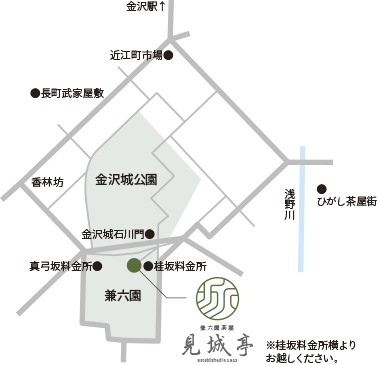 金沢駅↑
近江町市場●
●長町武家屋敷
香林坊
金沢城公園
浅野川
●
ひがし茶屋街
金沢城石川門●
真弓坂料金所●
●桂坂料金所
兼六園
兼六園茶屋
見城亭
※桂坂料金所横より
お越しください。